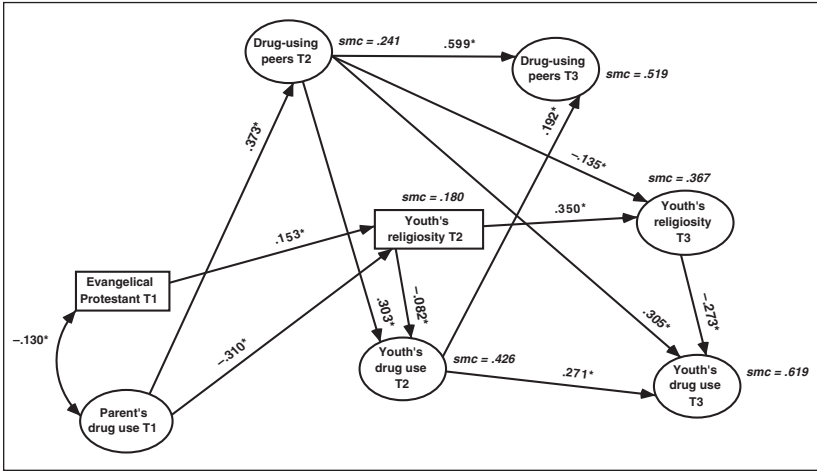 Drug-using
peers T2
smc = .241
.599*
Drug-using
peers T3
smc = .519
.373*
.192*
–.135*
smc = .367
smc = .180
Youth's
religiosity T2
.350*
Youth's
religiosity
T3
.153*
Evangelical
Protestant T1
–.130*
–.310*
.303*
–.082*
.305*
–.273*
Youth's
drug use
T2
smc = .426
.271*
Youth's
drug use
T3
smc = .619
Parent's
drug use T1